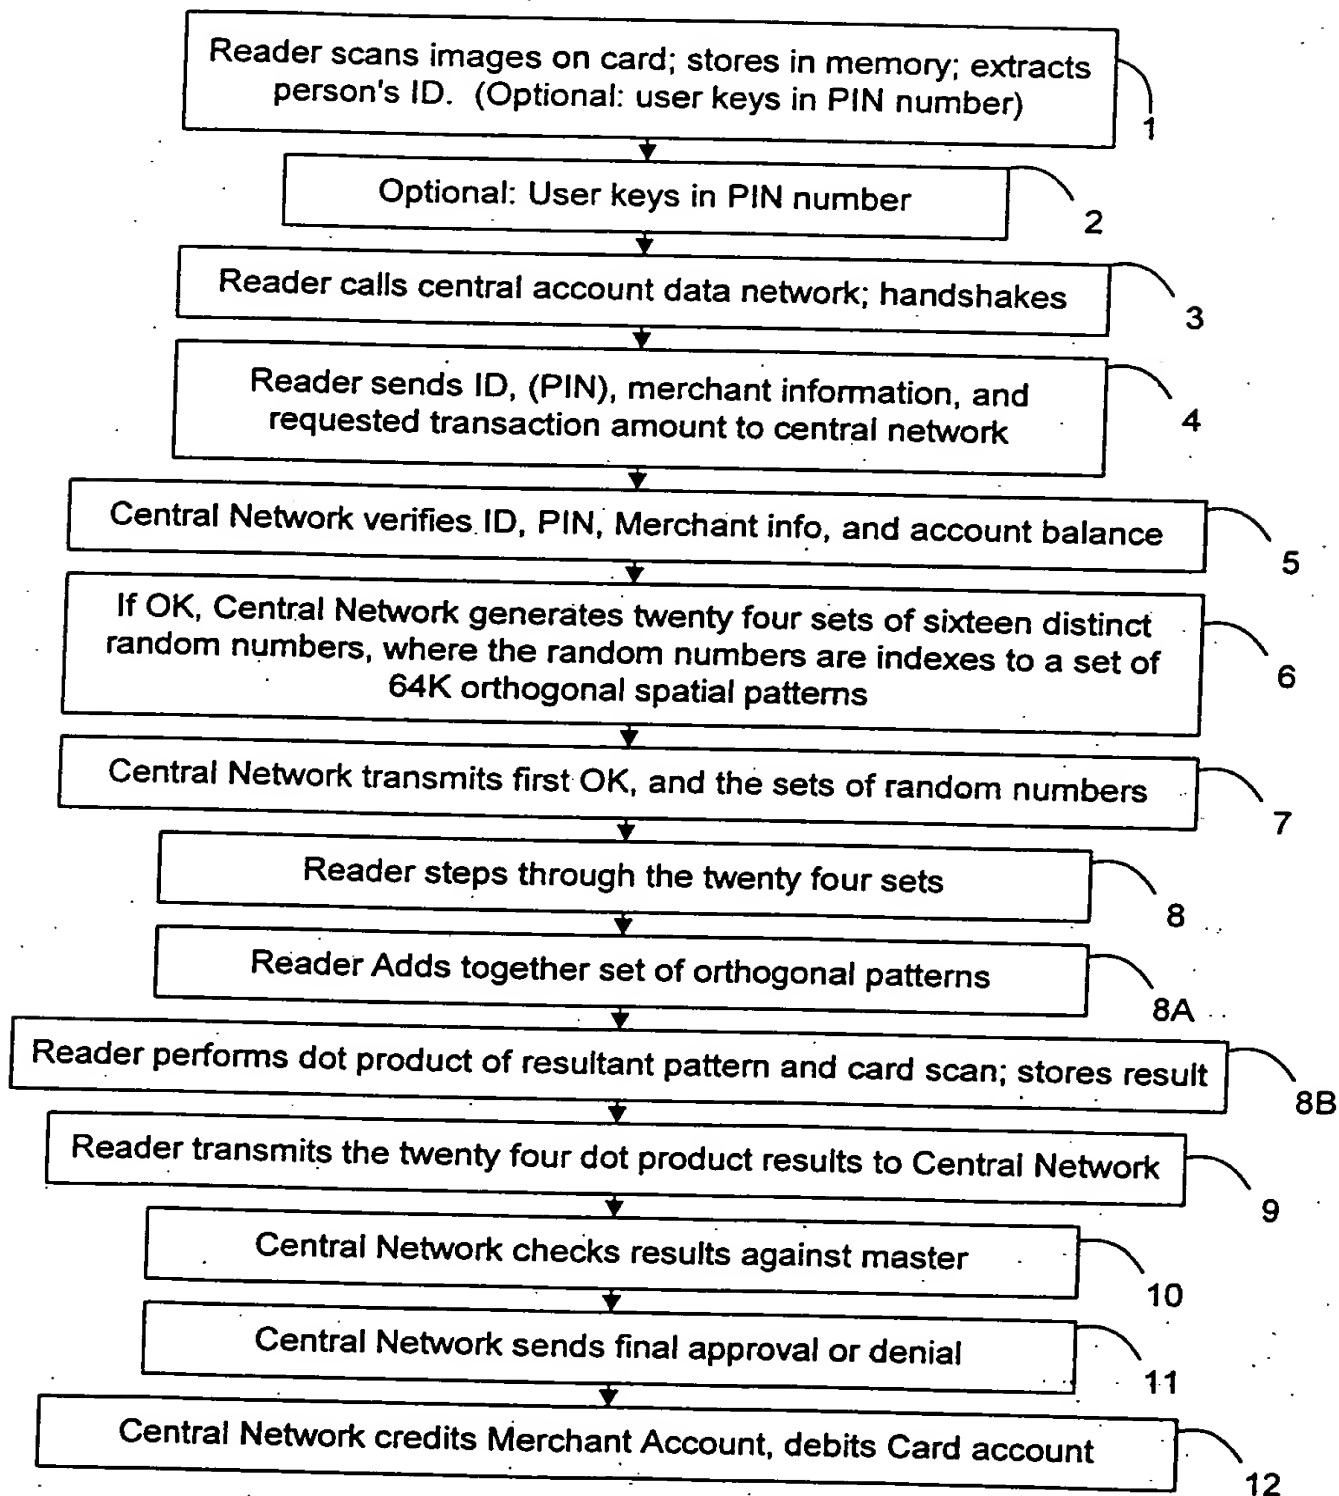 Reader scans images on card; stores in memory; extracts
person's ID. (Optional: user keys in PIN number)
1
Optional: User keys in PIN number
2
Reader calls central account data network; handshakes
3
Reader sends ID, (PIN), merchant information, and
requested transaction amount to central network
4
Central Network verifies ID, PIN, Merchant info, and account balance
5
If OK, Central Network generates twenty four sets of sixteen distinct
random numbers, where the random numbers are indexes to a set of
64K orthogonal spatial patterns
6
Central Network transmits first OK, and the sets of random numbers
7
Reader steps through the twenty four sets
8
Reader Adds together set of orthogonal patterns
8A
Reader performs dot product of resultant pattern and card scan; stores result
8B
Reader transmits the twenty four dot product results to Central Network
9
Central Network checks results against master
10
Central Network sends final approval or denial
11
Central Network credits Merchant Account, debits Card account
12